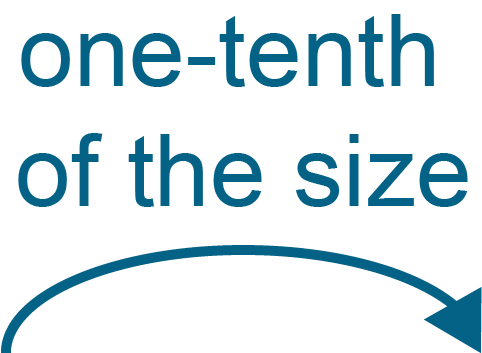 one-tenth
of the size